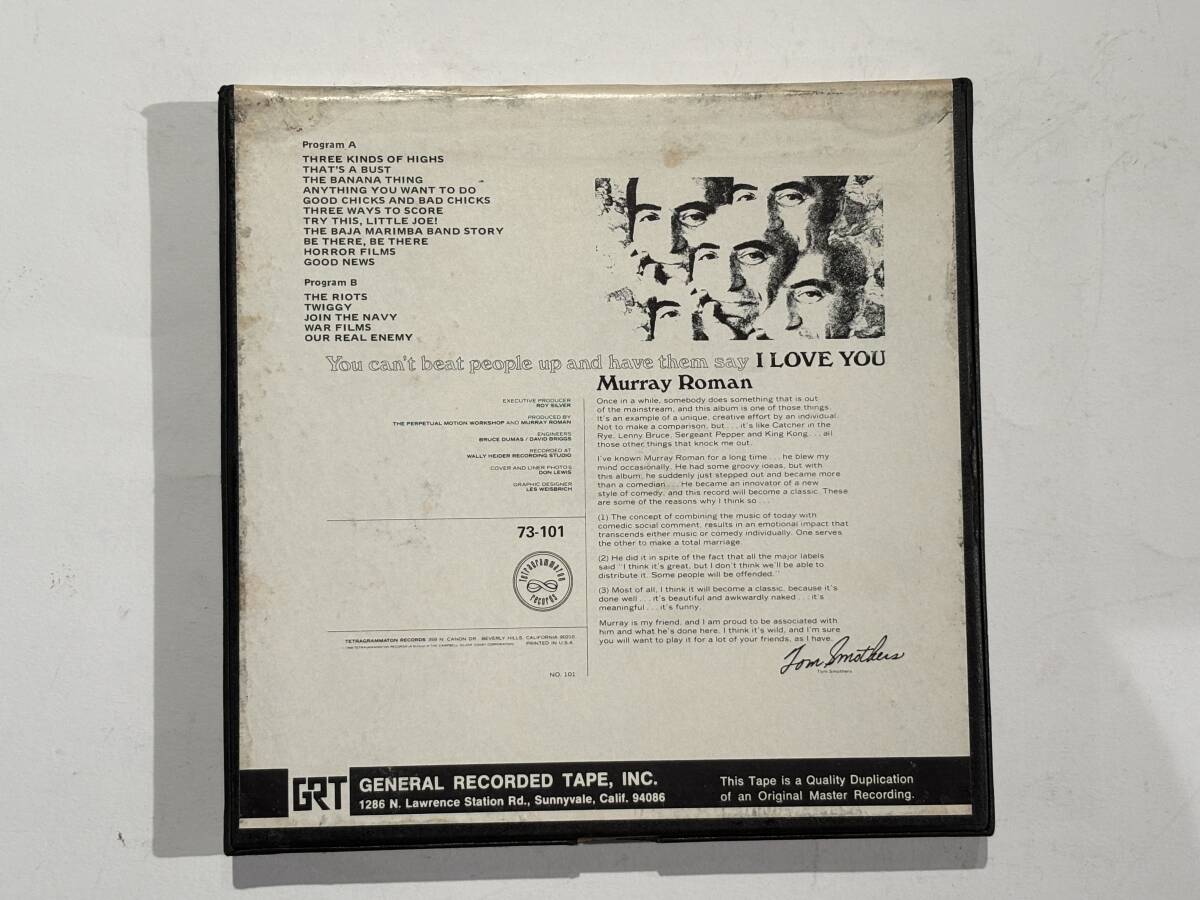 Program A
THREE KINDS OF HIGHS
THAT'S A BUST
THE BANANA THING
ANYTHING YOU WANT TO DO
GOOD CHICKS AND BAD CHICKS
THREE WAYS TO SCORE
TRY THIS, LITTLE JOE!
THE BAJA MARIMBA BAND STORY
BE THERE, BE THERE
HORROR FILMS
GOOD NEWS
Program B
THE RIOTS
TWIGGY
JOIN THE NAVY
WAR FILMS
OUR REAL ENEMY
You can't beat people up and have them say I LOVE YOU
Murray Roman
EXECUTIVE PRODUCER
ROY SILVER
PRODUCED BY
THE PERPETUAL MOTION WORKSHOP AND MURRAY ROMAN
ENGINEERS
BRUCE DUMAS / DAVID BRIGGS
RECORDED AT
WALLY HEIDER RECORDING STUDIO
COVER AND LINER PHOTOS
DON LEWIS
GRAPHIC DESIGNER
LES WEISBRICH
73-101
tetragrammaton
records
TETRAGRAMMATON RECORDS 359 N. CANON DR. BEVERLY HILLS, CALIFORNIA 90210
PRINTED IN U.S.A.
NO. 101
Once in a while, somebody does something that is out
of the mainstream, and this album is one of those things.
It's an example of a unique, creative effort by an individual.
Not to make a comparison, but . . . it's like Catcher in the
Rye, Lenny Bruce, Sergeant Pepper and King Kong . . . all
those other things that knock me out.
I've known Murray Roman for a long time . . . he blew my
mind occasionally. He had some groovy ideas, but with
this album, he suddenly just stepped out and became more
than a comedian . . . He became an innovator of a new
style of comedy, and this record will become a classic. These
are some of the reasons why I think so . . .
(1) The concept of combining the music of today with
comedic social comment, results in an emotional impact that
transcends either music or comedy individually. One serves
the other to make a total marriage.
(2) He did it in spite of the fact that all the major labels
said "I think it's great, but I don't think we'll be able to
distribute it. Some people will be offended."
(3) Most of all, I think it will become a classic, because it's
done well . . . it's beautiful and awkwardly naked . . . it's
meaningful . . . it's funny.
Murray is my friend, and I am proud to be associated with
him and what he's done here. I think it's wild, and I'm sure
you will want to play it for a lot of your friends, as I have.
Tom Smothers
Tom Smothers
GRT GENERAL RECORDED TAPE, INC.
1286 N. Lawrence Station Rd., Sunnyvale, Calif. 94086
This Tape is a Quality Duplication
of an Original Master Recording.